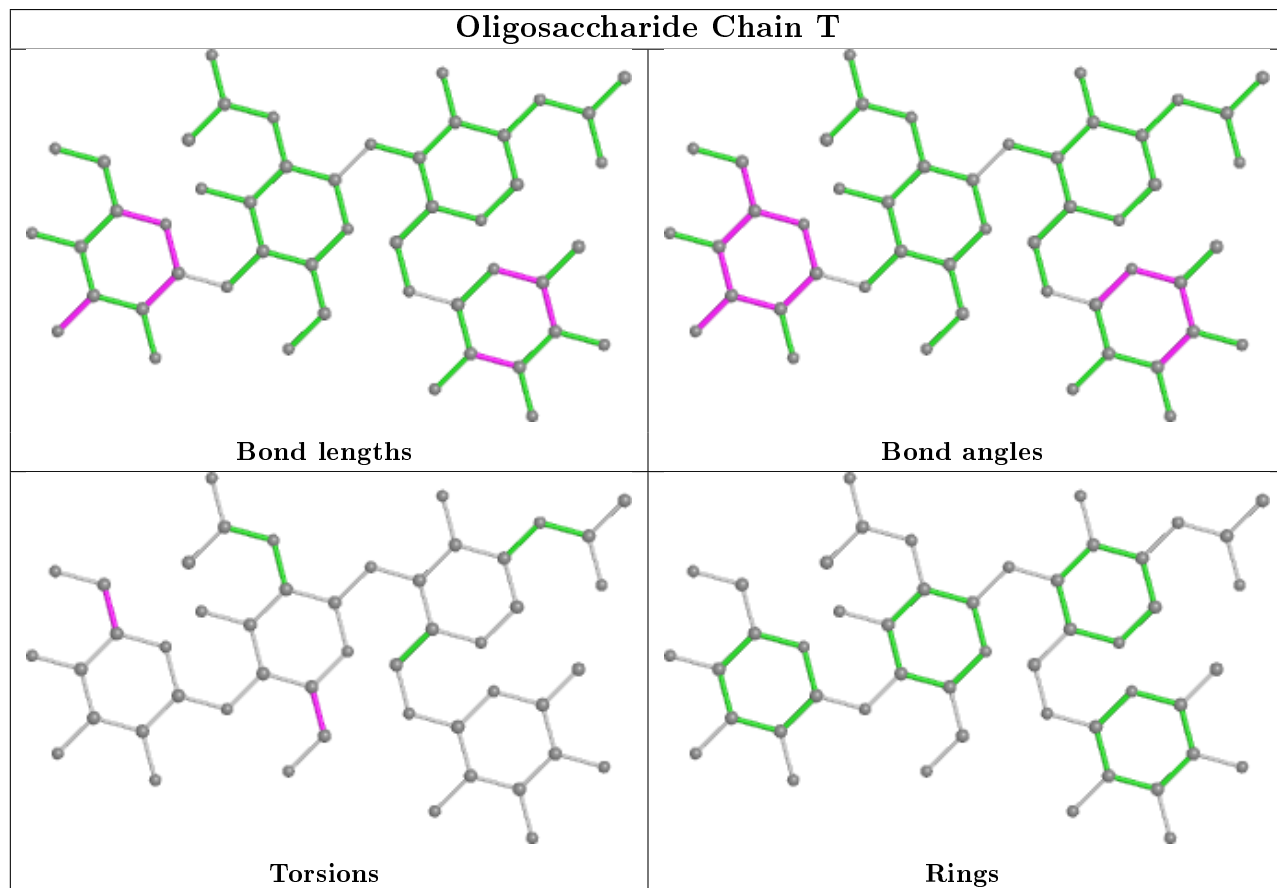 Oligosaccharide Chain T
Bond lengths
Bond angles
Torsions
Rings